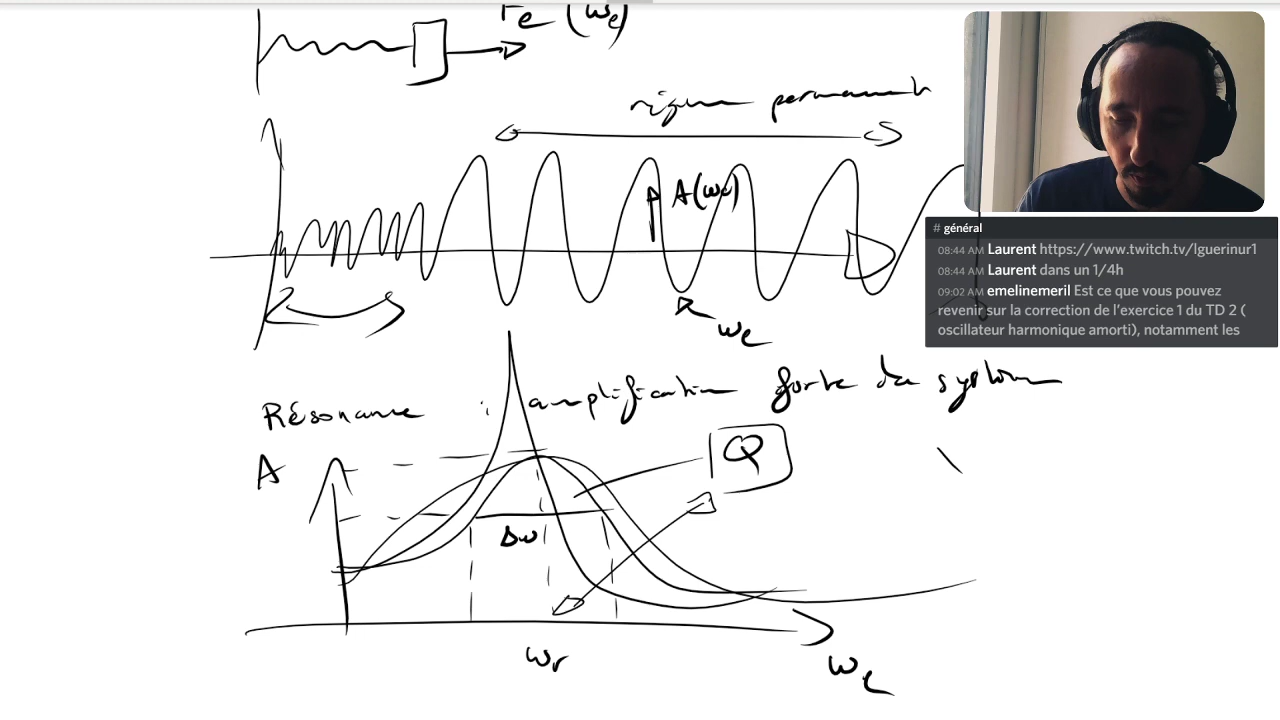 Fe (ωe)
régime permanent
A(ωe)
ωe
# général
08:44 AM Laurent https://www.twitch.tv/lguerinur1
08:44 AM Laurent dans un 1/4h
09:02 AM emelinemeril Est ce que vous pouvez
revenir sur la correction de l'exercice 1 du TD 2 (
oscillateur harmonique amorti), notamment les
Résonance : amplification forte du système
A
Q
Δω
ωr
ωe